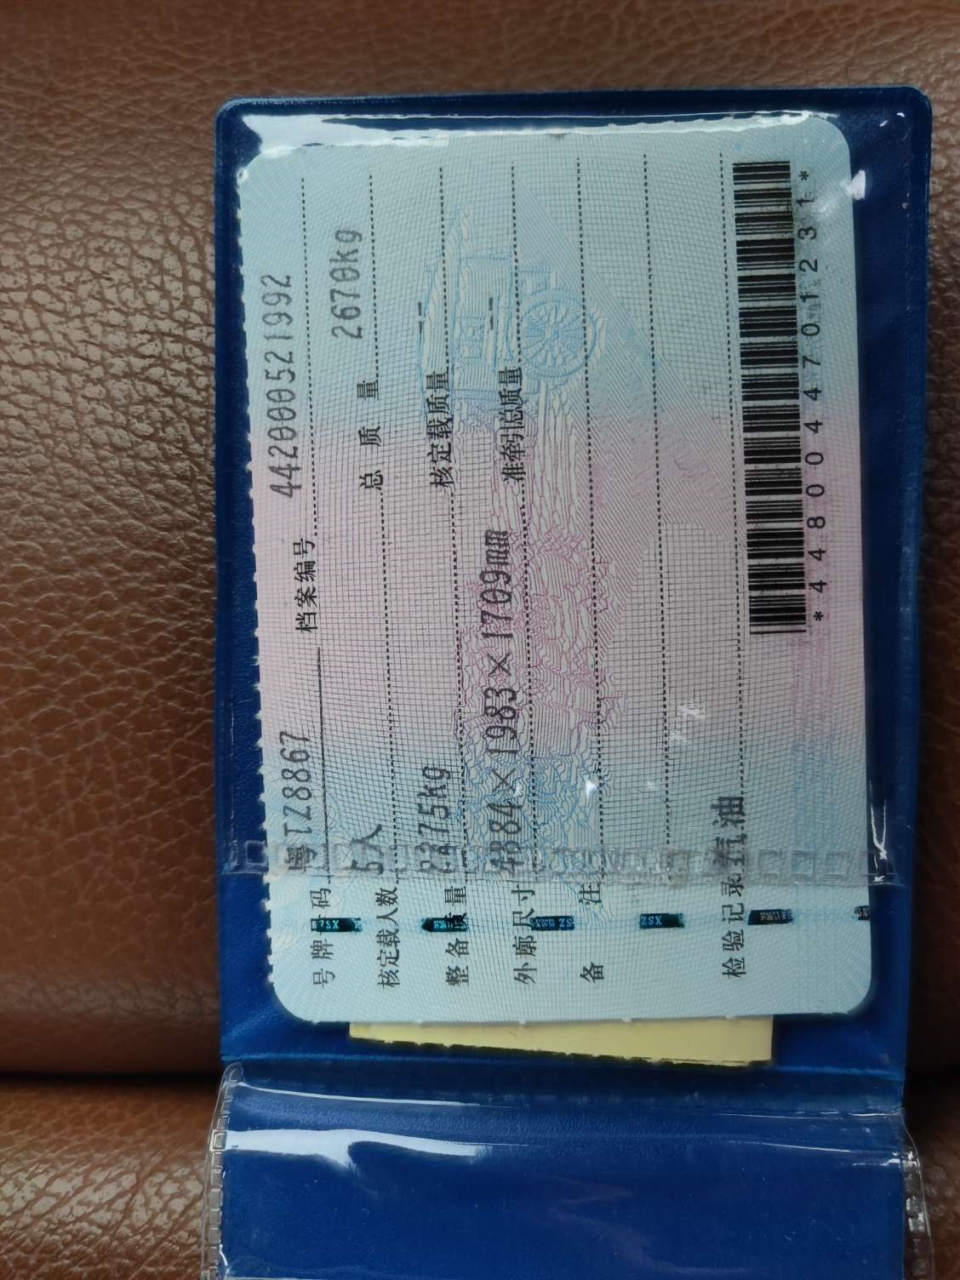 号牌号码 粤TZ8867 档案编号 442000521992
核定载人数 5人 总质量 2670kg
整备质量 2275kg 核定载质量 --
外廓尺寸 4884×1983×1709mm 准牵引总质量 --
备注
检验记录 汽油
*4480044701231*